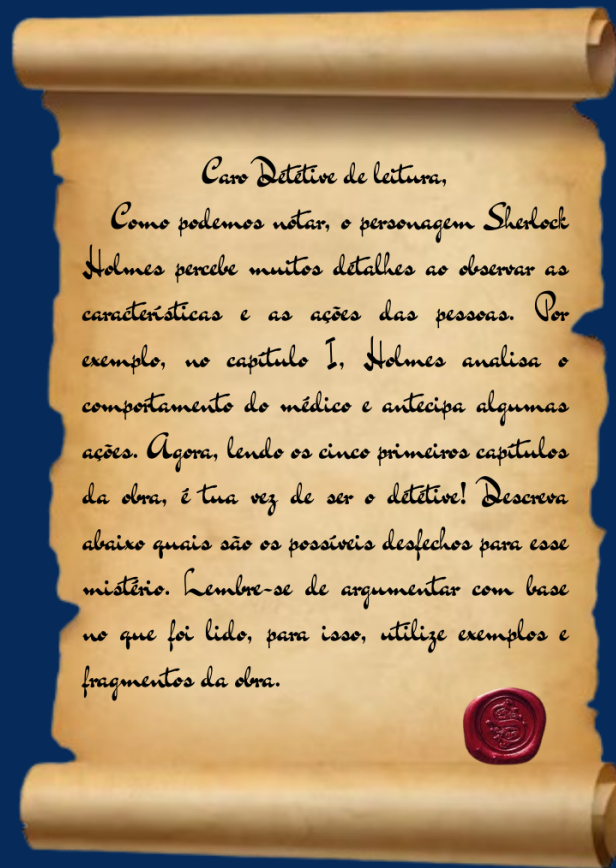 Caro Detetive de leitura,
Como podemos notar, o personagem Sherlock
Holmes percebe muitos detalhes ao observar as
características e as ações das pessoas. Por
exemplo, no capítulo I, Holmes analisa o
comportamento do médico e antecipa algumas
ações. Agora, lendo os cinco primeiros capítulos
da obra, é tua vez de ser o detetive! Descreva
abaixo quais são os possíveis desfechos para esse
mistério. Lembre-se de argumentar com base
no que foi lido, para isso, utilize exemplos e
fragmentos da obra.